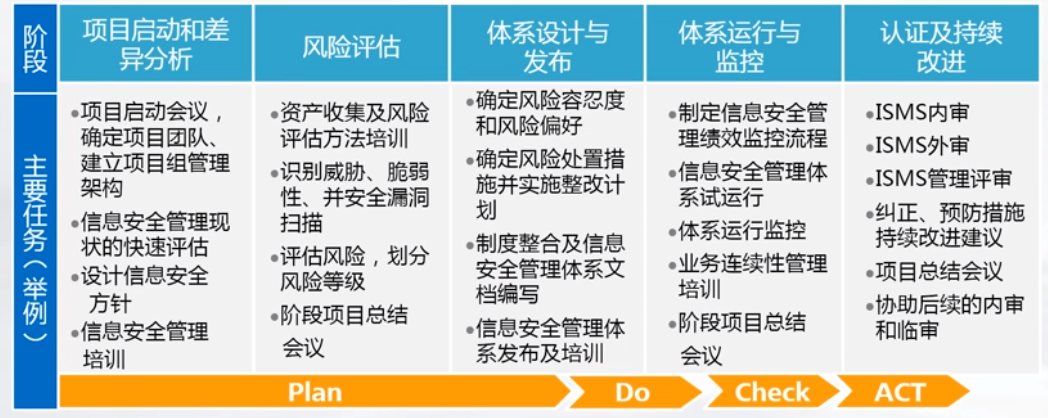 阶段
项目启动和差
异分析
风险评估
体系设计与
发布
体系运行与
监控
认证及持续
改进
主要任务（举例）
•项目启动会议，
确定项目团队、
建立项目组管理
架构
•信息安全管理现
状的快速评估
•设计信息安全
方针
•信息安全管理
培训
•资产收集及风险
评估方法培训
•识别威胁、脆弱
性、并安全漏洞
扫描
•评估风险，划分
风险等级
•阶段项目总结
会议
•确定风险容忍度
和风险偏好
•确定风险处置措
施并实施整改计
划
•制度整合及信息
安全管理体系文
档编写
•信息安全管理体
系发布及培训
•制定信息安全管
理绩效监控流程
•信息安全管理体
系试运行
•体系运行监控
•业务连续性管理
培训
•阶段项目总结
会议
•ISMS内审
•ISMS外审
•ISMS管理评审
•纠正、预防措施
持续改进建议
•项目总结会议
•协助后续的内审
和临审
Plan
Do
Check
ACT